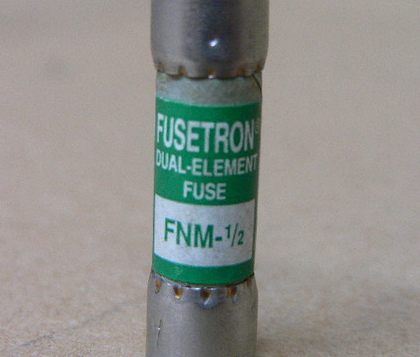 FUSETRON®
DUAL-ELEMENT
FUSE
FNM-1/2